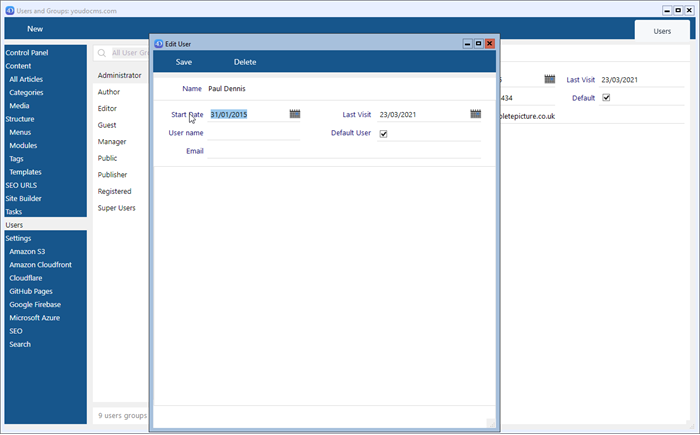 Users and Groups: youdocms.com
New
Users
Control Panel
Content
All Articles
Categories
Media
Structure
Menus
Modules
Tags
Templates
SEO URLS
Site Builder
Tasks
Users
Settings
Amazon S3
Amazon Cloudfront
Cloudflare
GitHub Pages
Google Firebase
Microsoft Azure
SEO
Search
All User Gro
Administrator
Author
Editor
Guest
Manager
Public
Publisher
Registered
Super Users
9 users groups
Edit User
Save Delete
Name Paul Dennis
Start Date 31/01/2015 Last Visit 23/03/2021
User name Default User
Email
5 Last Visit 23/03/2021
434 Default
pletepicture.co.uk